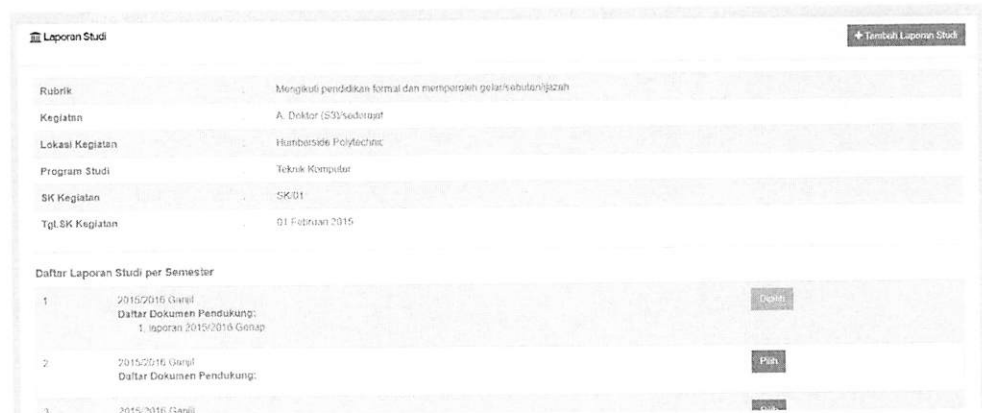 Laporan Studi
+ Tambah Laporan Studi
Rubrik : Mengikuti pendidikan formal dan memperoleh gelar/sebutan/ijazah
Kegiatan : A. Doktor (S3)/sederajat
Lokasi Kegiatan : Humberside Polytechnic
Program Studi : Teknik Komputer
SK Kegiatan : SK/01
Tgl.SK Kegiatan : 01 Februari 2015
Daftar Laporan Studi per Semester
1 2015/2016 Ganjil Dipilih
Daftar Dokumen Pendukung:
1. laporan 2015/2016 Genap
2 2015/2016 Ganjil Pilih
Daftar Dokumen Pendukung:
3 2015/2016 Ganjil